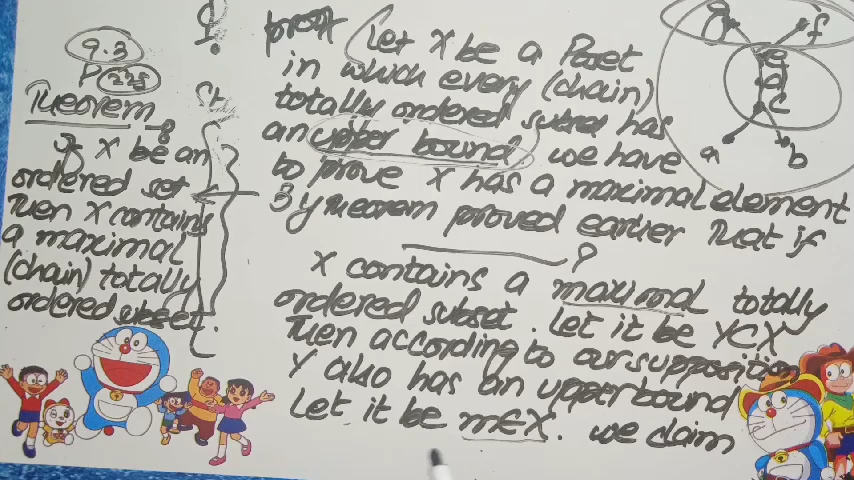 9.3
P 225
Theorem
If X be an
ordered set
Then X contains
a maximal
(chain) totally
ordered subset.
proof Let X be a Poset
in which every (chain)
totally ordered subset has
an upper bound. we have
to prove X has a maximal element
By Theorem proved earlier That if
X contains a maximal totally
ordered subset. Let it be Y⊂X
Then according to our supposition
Y also has an upper bound
Let it be m∈X. we claim
g
f
e
d
c
a
b